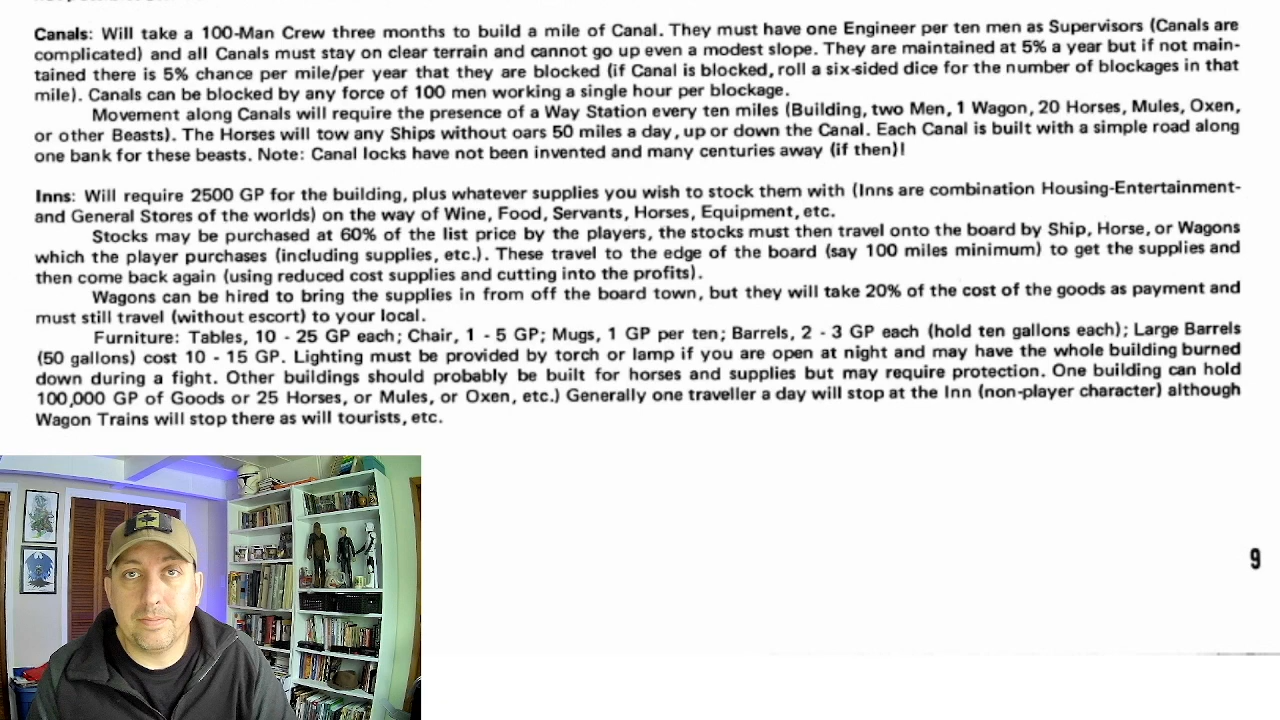 Canals: Will take a 100-Man Crew three months to build a mile of Canal. They must have one Engineer per ten men as Supervisors (Canals are
complicated) and all Canals must stay on clear terrain and cannot go up even a modest slope. They are maintained at 5% a year but if not main-
tained there is 5% chance per mile/per year that they are blocked (if Canal is blocked, roll a six-sided dice for the number of blockages in that
mile). Canals can be blocked by any force of 100 men working a single hour per blockage.
Movement along Canals will require the presence of a Way Station every ten miles (Building, two Men, 1 Wagon, 20 Horses, Mules, Oxen,
or other Beasts). The Horses will tow any Ships without oars 50 miles a day, up or down the Canal. Each Canal is built with a simple road along
one bank for these beasts. Note: Canal locks have not been invented and many centuries away (if then)!
Inns: Will require 2500 GP for the building, plus whatever supplies you wish to stock them with (Inns are combination Housing-Entertainment-
and General Stores of the worlds) on the way of Wine, Food, Servants, Horses, Equipment, etc.
Stocks may be purchased at 60% of the list price by the players, the stocks must then travel onto the board by Ship, Horse, or Wagons
which the player purchases (including supplies, etc.). These travel to the edge of the board (say 100 miles minimum) to get the supplies and
then come back again (using reduced cost supplies and cutting into the profits).
Wagons can be hired to bring the supplies in from off the board town, but they will take 20% of the cost of the goods as payment and
must still travel (without escort) to your local.
Furniture: Tables, 10 - 25 GP each; Chair, 1 - 5 GP; Mugs, 1 GP per ten; Barrels, 2 - 3 GP each (hold ten gallons each); Large Barrels
(50 gallons) cost 10 - 15 GP. Lighting must be provided by torch or lamp if you are open at night and may have the whole building burned
down during a fight. Other buildings should probably be built for horses and supplies but may require protection. One building can hold
100,000 GP of Goods or 25 Horses, or Mules, or Oxen, etc.) Generally one traveller a day will stop at the Inn (non-player character) although
Wagon Trains will stop there as will tourists, etc.
9